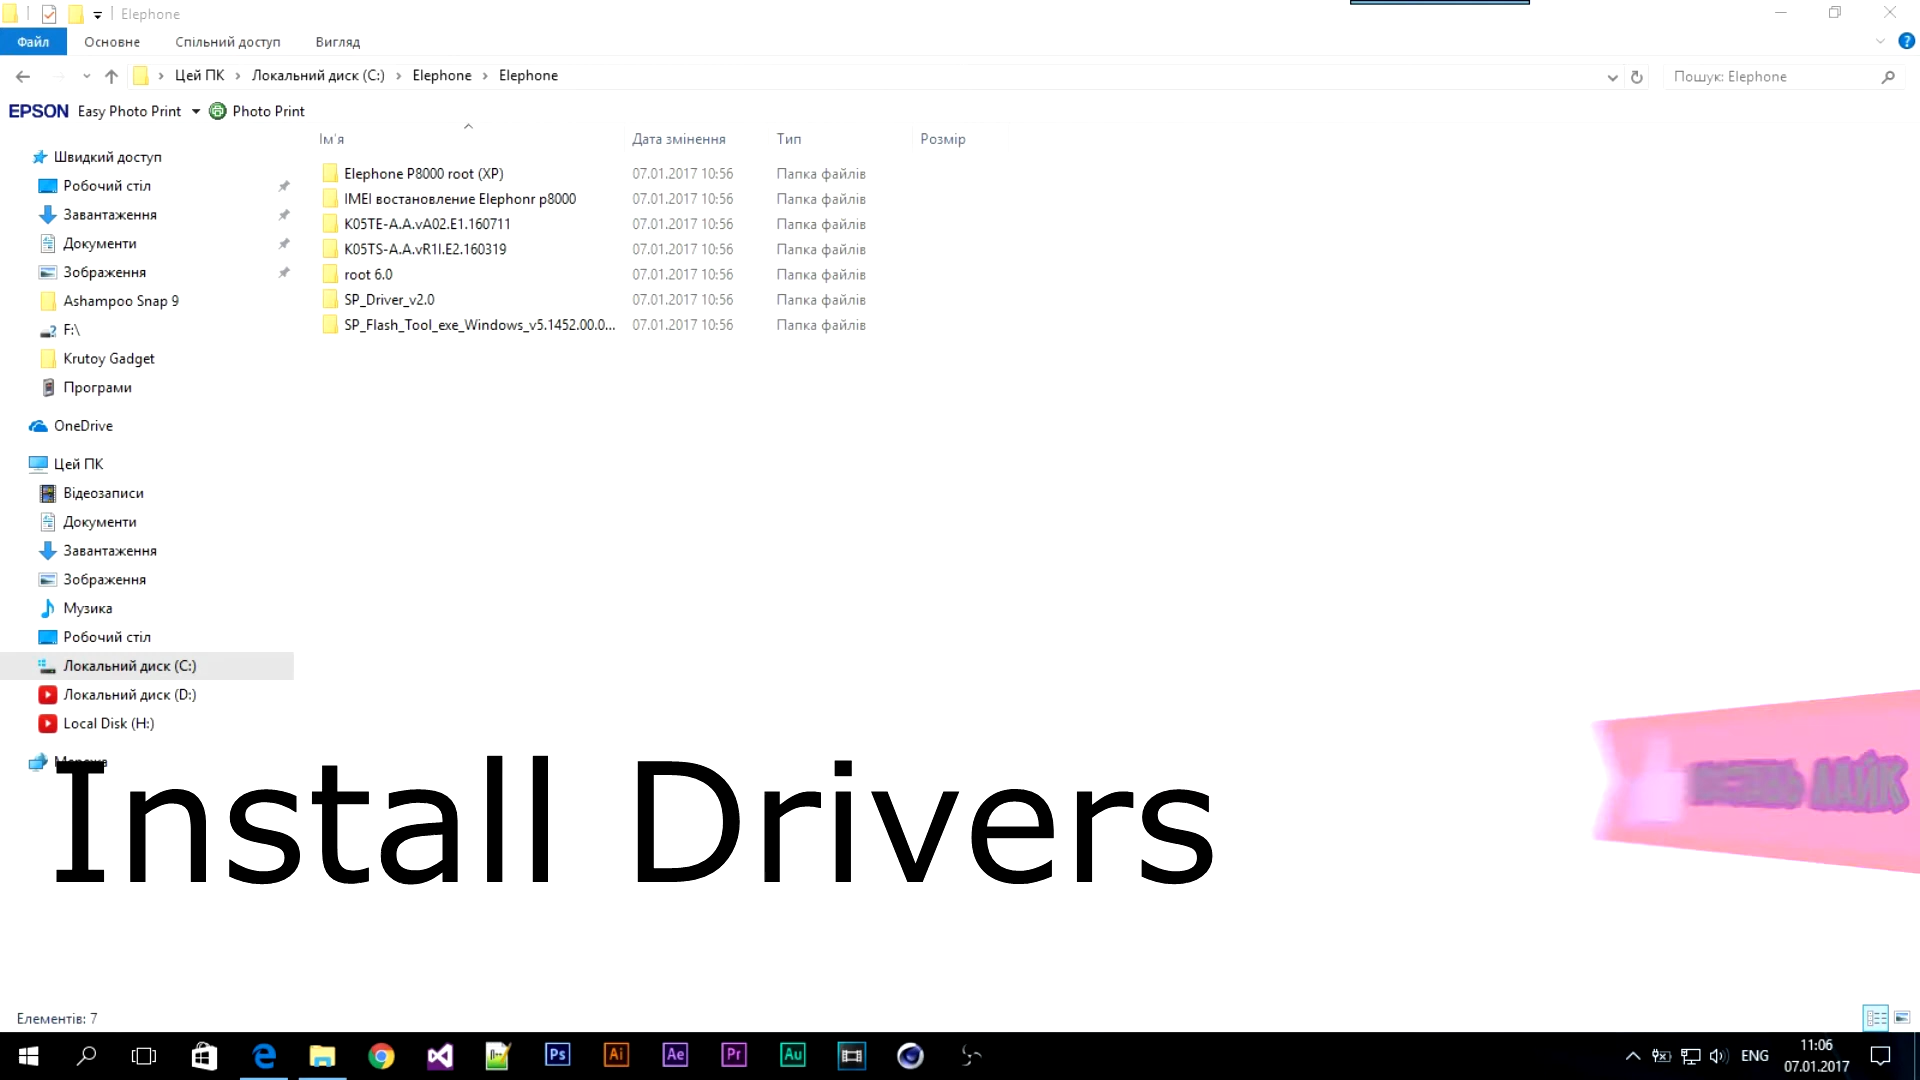 Elephone
Файл Основне Спільний доступ Вигляд
Цей ПК Локальний диск (C:) Elephone Elephone
Пошук: Elephone
EPSON Easy Photo Print Photo Print
Ім'я Дата змінення Тип Розмір
Elephone P8000 root (XP) 07.01.2017 10:56 Папка файлів
IMEI востановление Elephonr p8000 07.01.2017 10:56 Папка файлів
K05TE-A.A.vA02.E1.160711 07.01.2017 10:56 Папка файлів
K05TS-A.A.vR1I.E2.160319 07.01.2017 10:56 Папка файлів
root 6.0 07.01.2017 10:56 Папка файлів
SP_Driver_v2.0 07.01.2017 10:56 Папка файлів
SP_Flash_Tool_exe_Windows_v5.1452.00.0... 07.01.2017 10:56 Папка файлів
Швидкий доступ
Робочий стіл
Завантаження
Документи
Зображення
Ashampoo Snap 9
F:\
Krutoy Gadget
Програми
OneDrive
Цей ПК
Відеозаписи
Документи
Завантаження
Зображення
Музика
Робочий стіл
Локальний диск (C:)
Локальний диск (D:)
Local Disk (H:)
Мережа
Install Drivers
ЛАЙК
Елементів: 7
Ps Ai Ae Pr Au
ENG
11:06
07.01.2017